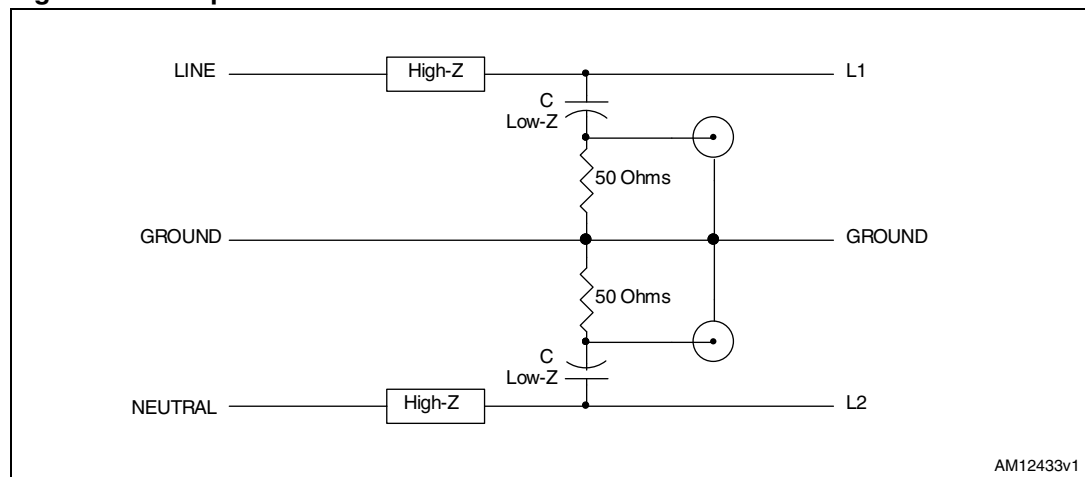 LINE High-Z L1
C
Low-Z
50 Ohms
GROUND GROUND
50 Ohms
C
Low-Z
NEUTRAL High-Z L2
AM12433v1